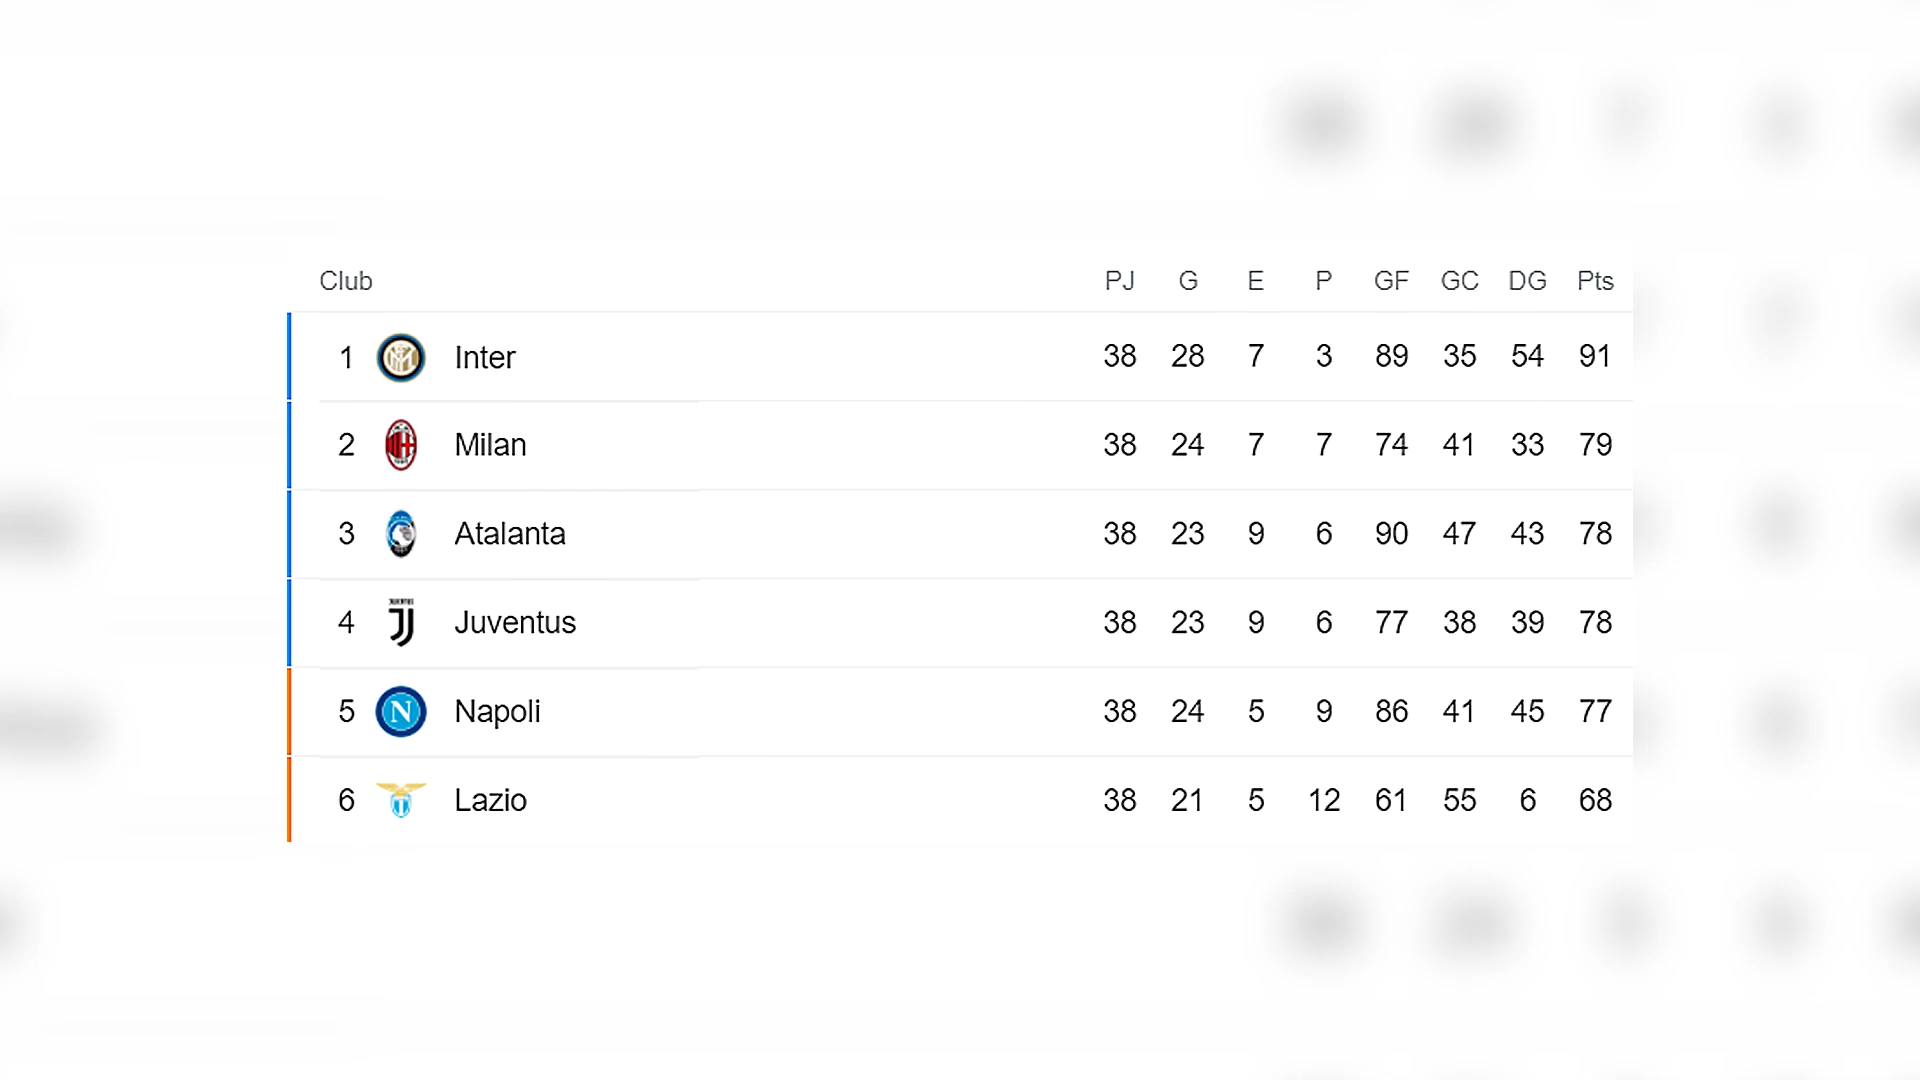 Club PJ G E P GF GC DG Pts
1 Inter 38 28 7 3 89 35 54 91
2 Milan 38 24 7 7 74 41 33 79
3 Atalanta 38 23 9 6 90 47 43 78
4 Juventus 38 23 9 6 77 38 39 78
5 N Napoli 38 24 5 9 86 41 45 77
6 Lazio 38 21 5 12 61 55 6 68